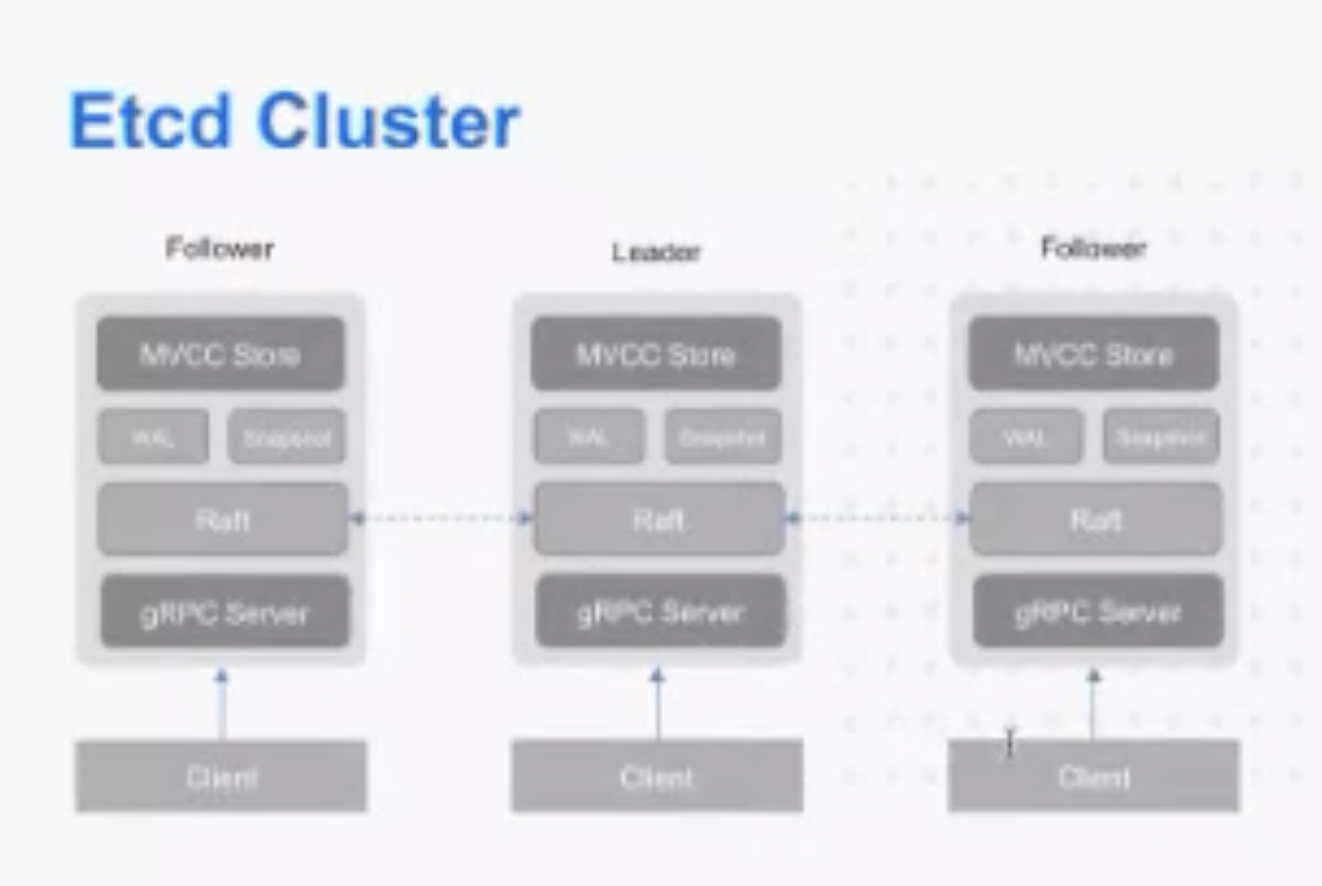 Etcd Cluster
Follower Leader Follower
MVCC Store MVCC Store MVCC Store
WAL Snapshot WAL Snapshot WAL Snapshot
Raft Raft Raft
gRPC Server gRPC Server gRPC Server
Client Client Client